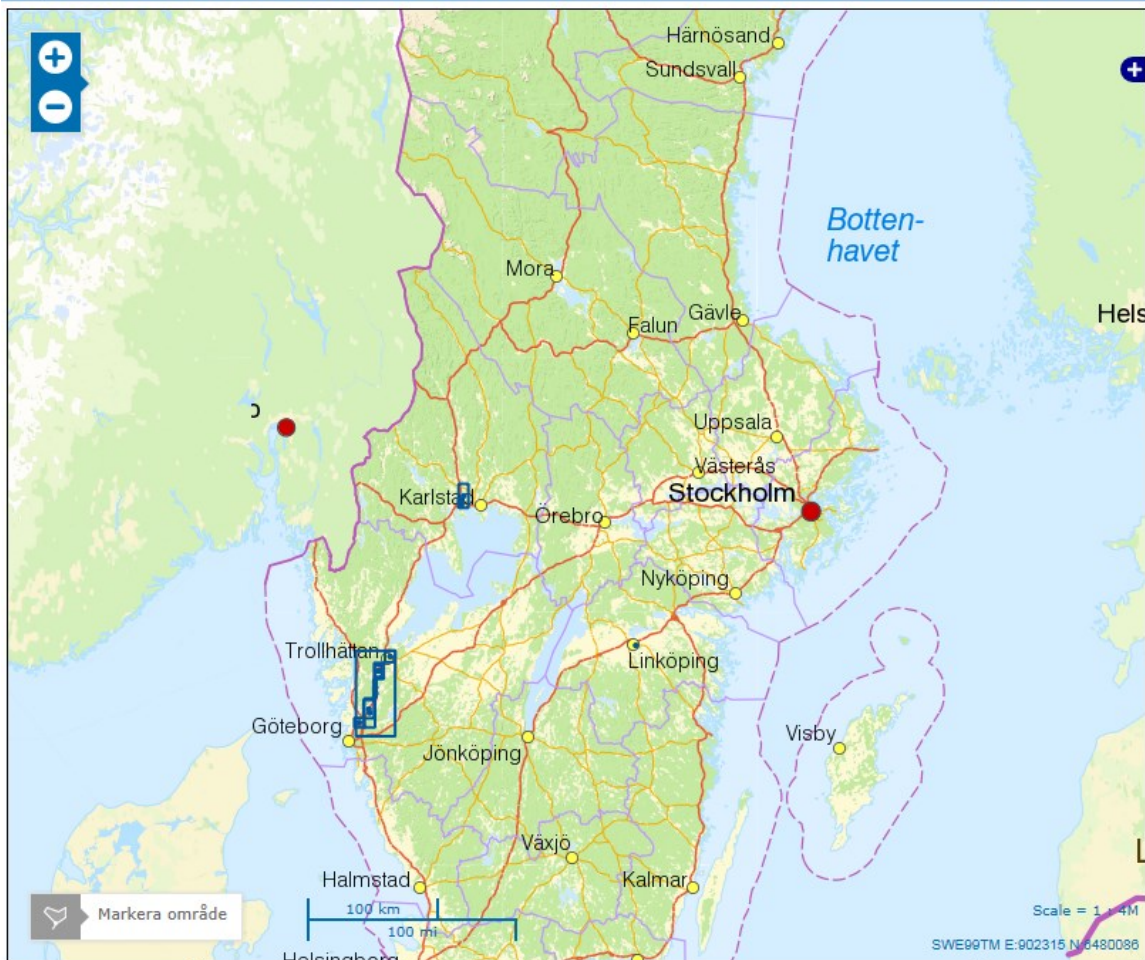 Härnösand
Sundsvall
Botten-
havet
Mora
Gävle
Falun
Hels
Uppsala
Västerås
Karlstad
Stockholm
Örebro
Nyköping
Trollhättan
Linköping
Göteborg
Visby
Jönköping
Växjö
Halmstad
Kalmar
Markera område
100 km
100 mi
Scale = 1 : 4M
SWE99TM E:902315 N:6480086
Helsingborg